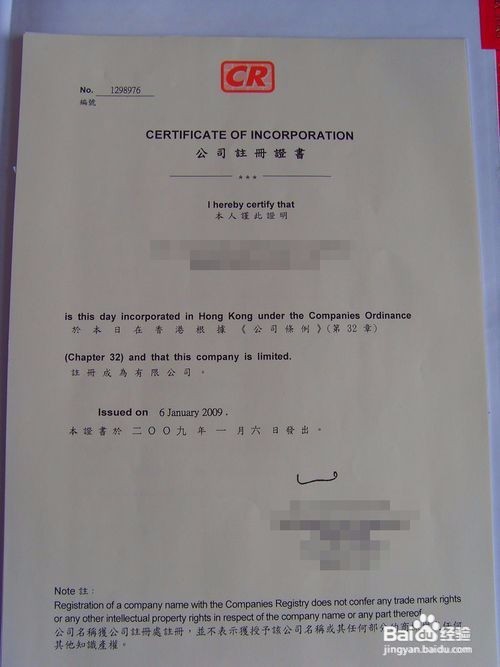 CR
No. 1298976
編號
CERTIFICATE OF INCORPORATION
公司註冊證書
***
I hereby certify that
本人謹此證明
is this day incorporated in Hong Kong under the Companies Ordinance
於本日在香港根據《公司條例》(第32章)
(Chapter 32) and that this company is limited.
註冊成為有限公司。
Issued on 6 January 2009.
本證書於二〇〇九年一月六日發出。
Note 註:
Registration of a company name with the Companies Registry does not confer any trade mark rights
or any other intellectual property rights in respect of the company name or any part thereof.
公司名稱獲公司註冊處註冊,並不表示獲授予該公司名稱或其任何部分的商任何
其他知識產權。
Baidu 经验
jingyan.baidu.com